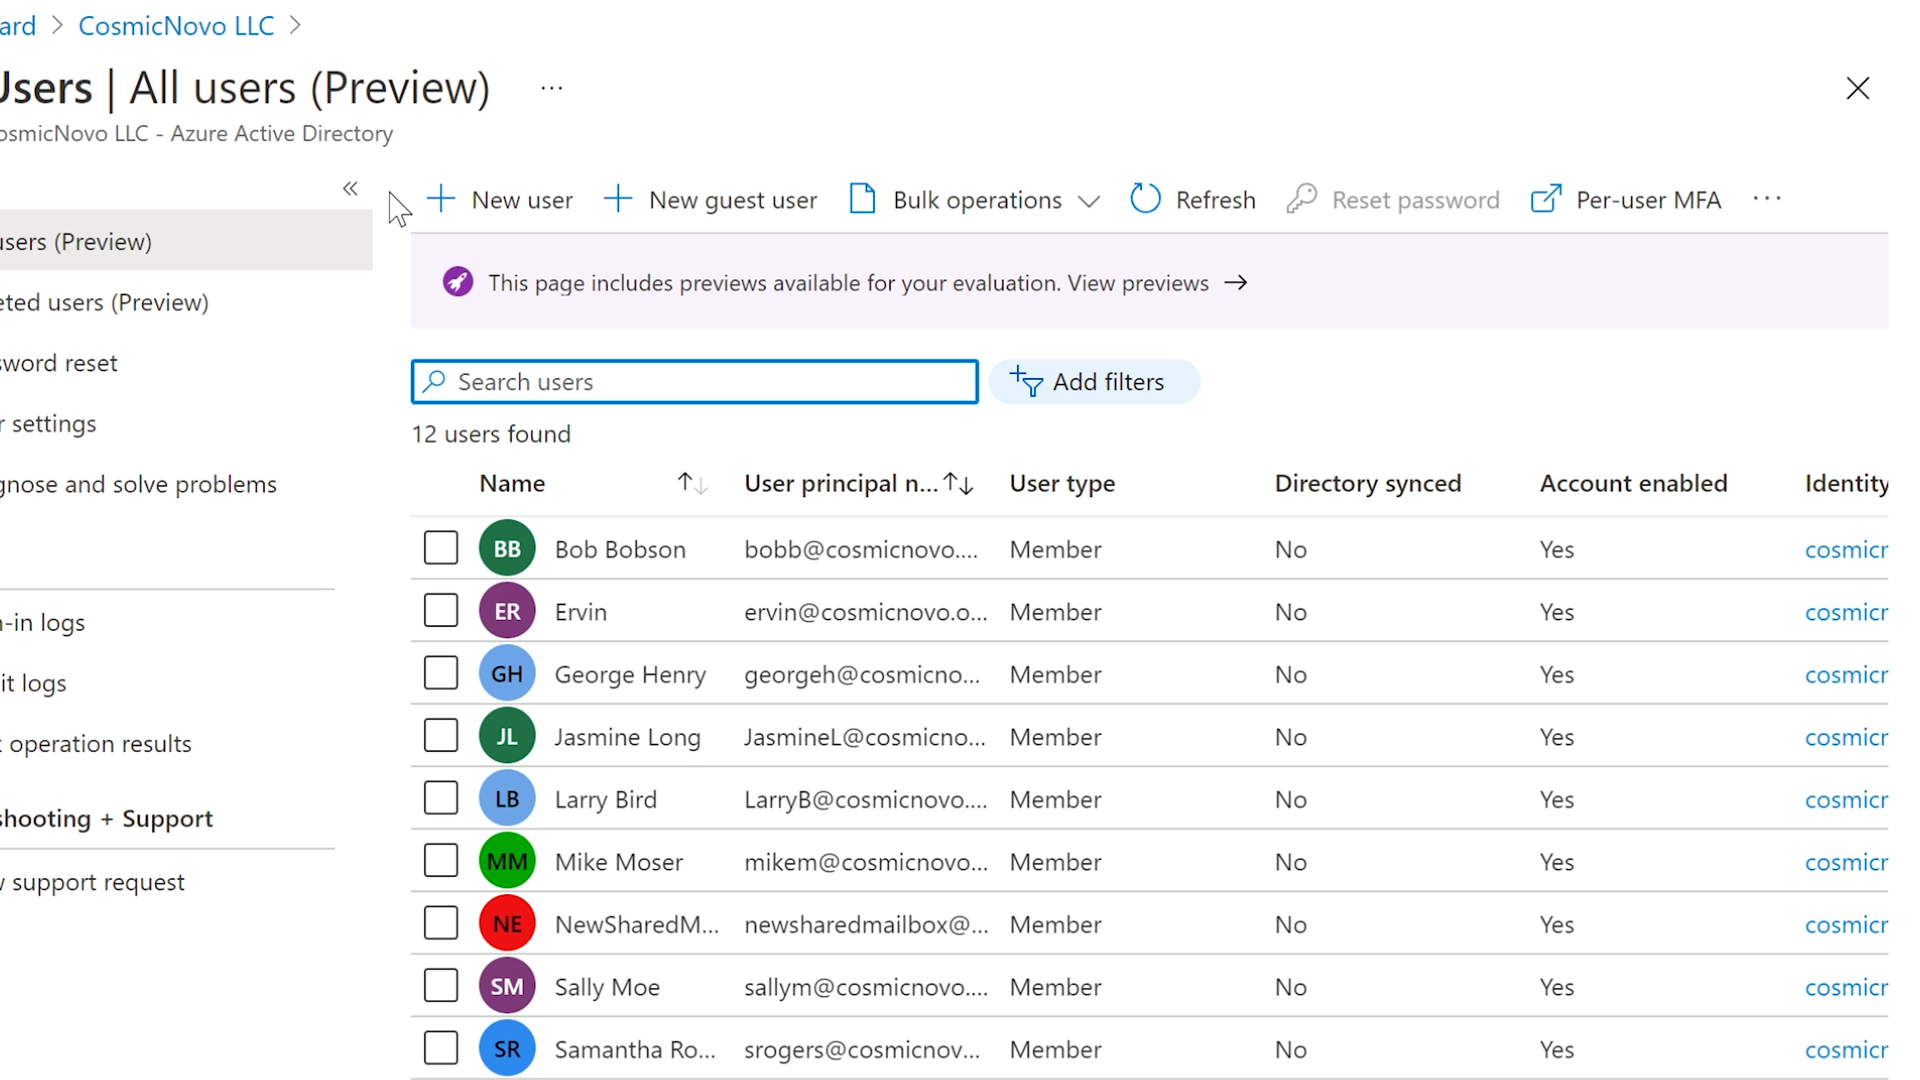 ard > CosmicNovo LLC >
Users | All users (Preview) ...
osmicNovo LLC - Azure Active Directory
«
New user
New guest user
Bulk operations
Refresh
Reset password
Per-user MFA
...
users (Preview)
eted users (Preview)
sword reset
r settings
gnose and solve problems
n-in logs
it logs
operation results
shooting + Support
support request
This page includes previews available for your evaluation. View previews →
Search users
Add filters
12 users found
Name ↑↓ User principal n...↑↓ User type Directory synced Account enabled Identity
BB Bob Bobson bobb@cosmicnovo.... Member No Yes cosmicr
ER Ervin ervin@cosmicnovo.o... Member No Yes cosmicr
GH George Henry georgeh@cosmicno... Member No Yes cosmicr
JL Jasmine Long JasmineL@cosmicno... Member No Yes cosmicr
LB Larry Bird LarryB@cosmicnovo.... Member No Yes cosmicr
MM Mike Moser mikem@cosmicnovo... Member No Yes cosmicr
NE NewSharedM... newsharedmailbox@... Member No Yes cosmicr
SM Sally Moe sallym@cosmicnovo.... Member No Yes cosmicr
SR Samantha Ro... srogers@cosmicnov... Member No Yes cosmicr